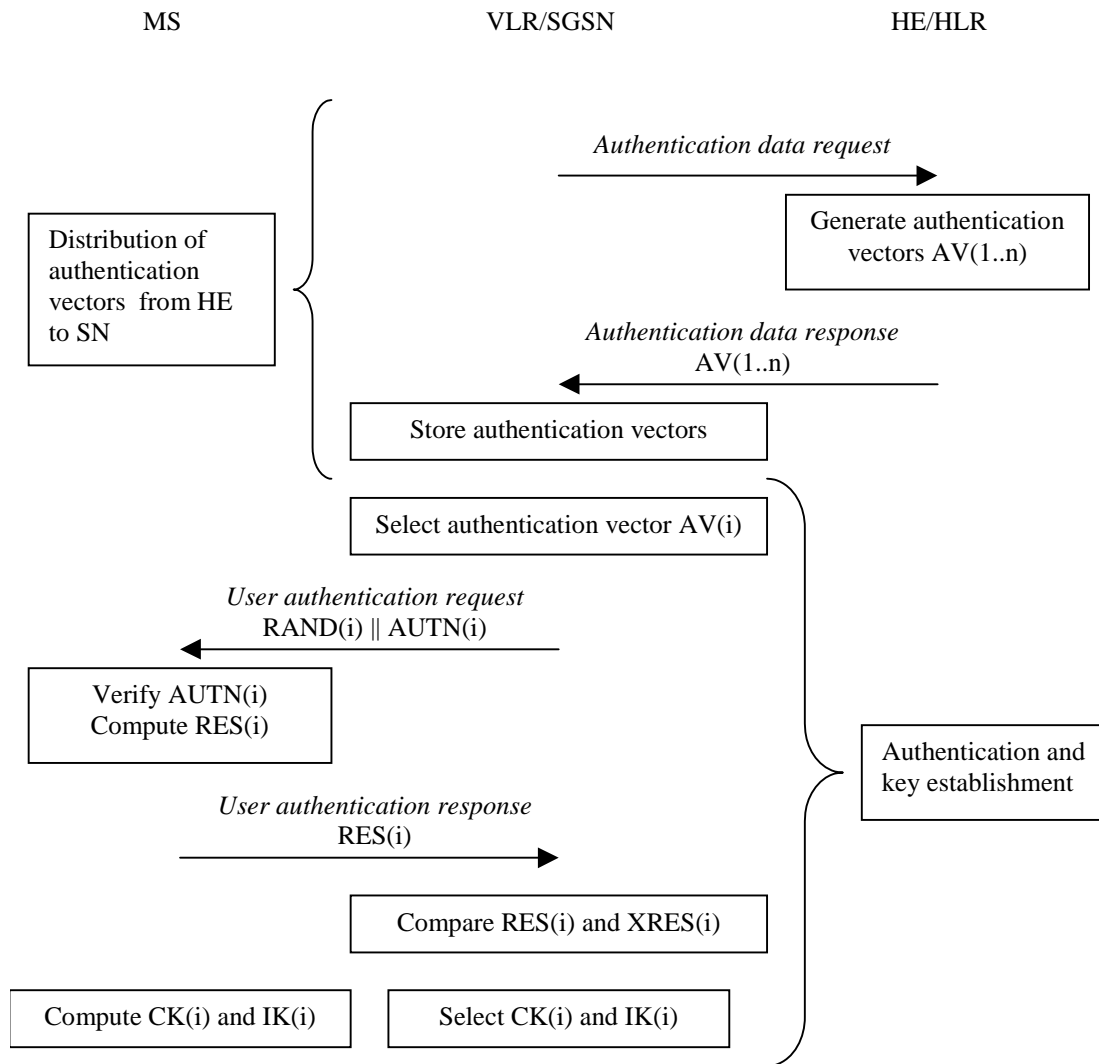 MS
VLR/SGSN
HE/HLR
Authentication data request
Generate authentication
vectors AV(1..n)
Distribution of
authentication
vectors from HE
to SN
Authentication data response
AV(1..n)
Store authentication vectors
Select authentication vector AV(i)
User authentication request
RAND(i) || AUTN(i)
Verify AUTN(i)
Compute RES(i)
Authentication and
key establishment
User authentication response
RES(i)
Compare RES(i) and XRES(i)
Compute CK(i) and IK(i)
Select CK(i) and IK(i)